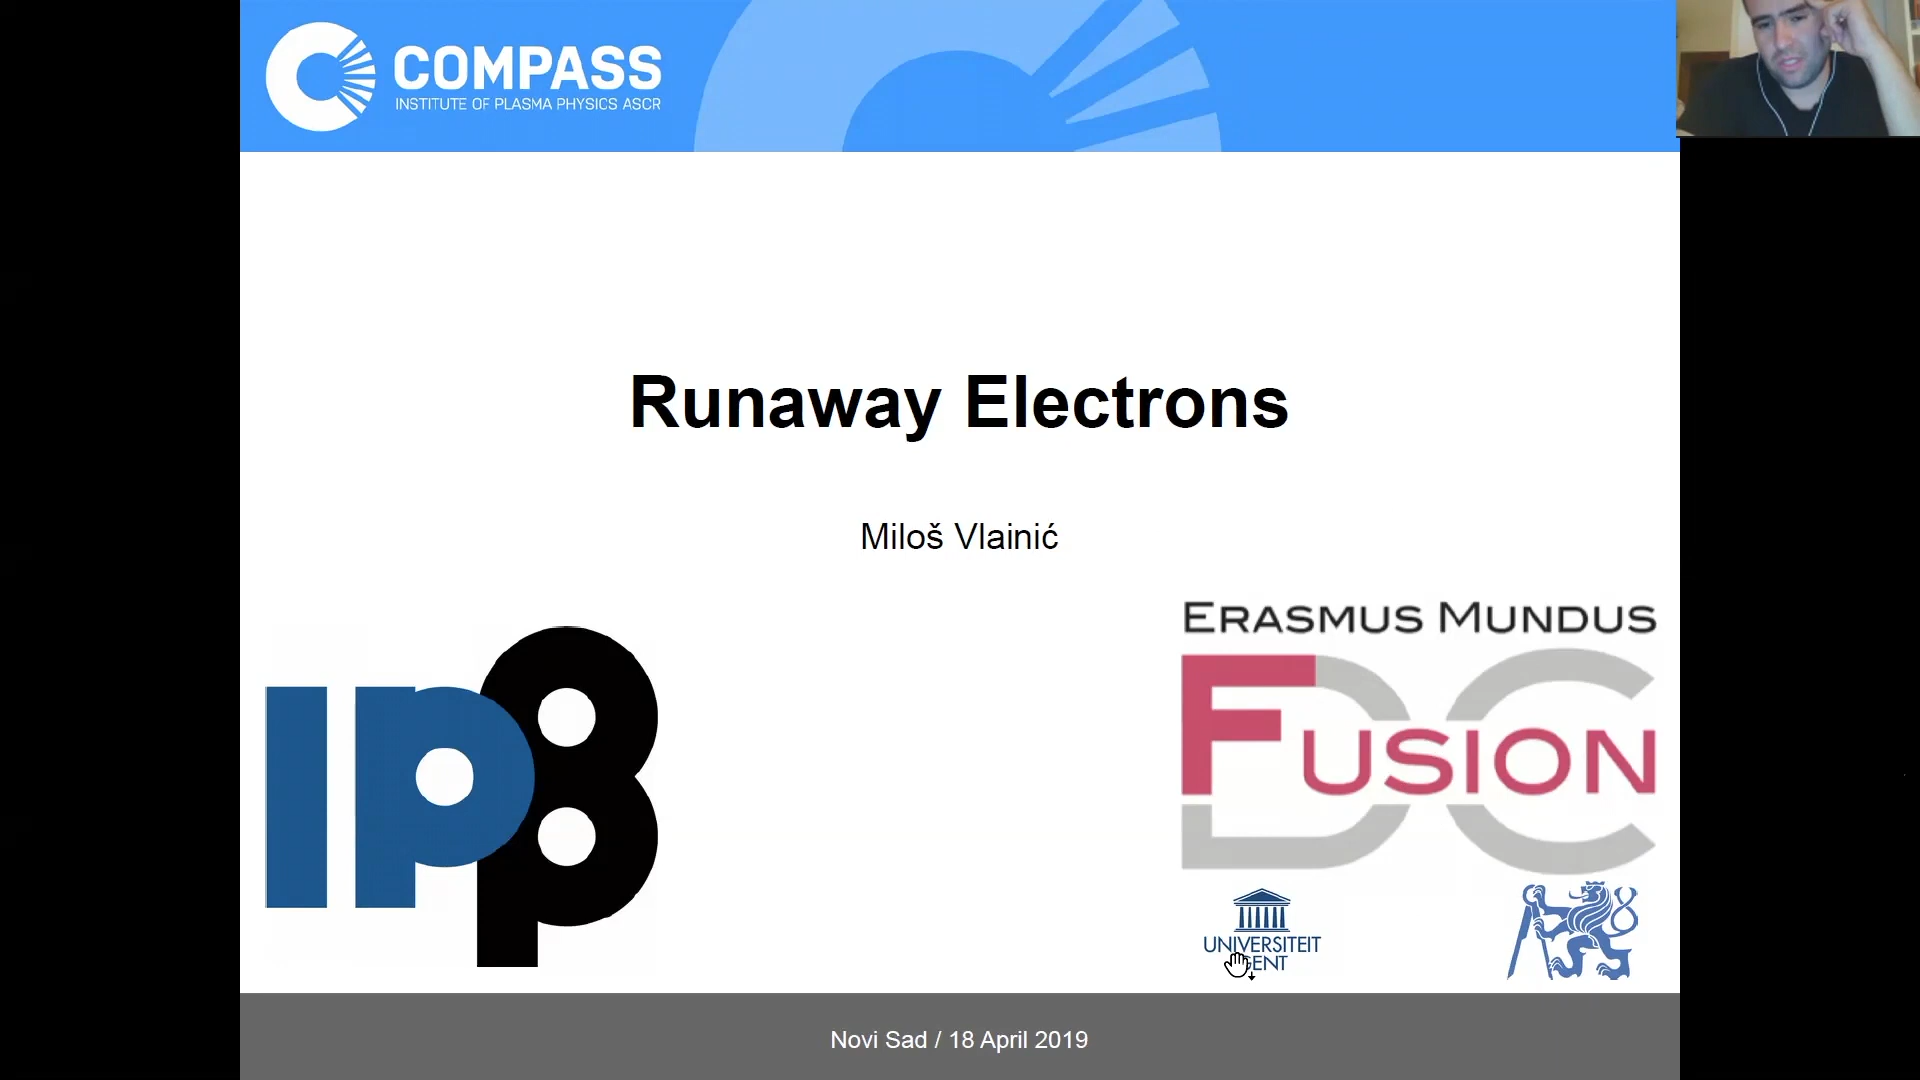 COMPASS
INSTITUTE OF PLASMA PHYSICS ASCR
Runaway Electrons
Miloš Vlainić
IPP
ERASMUS MUNDUS
FUSION
DC
UNIVERSITEIT
GENT
Novi Sad / 18 April 2019